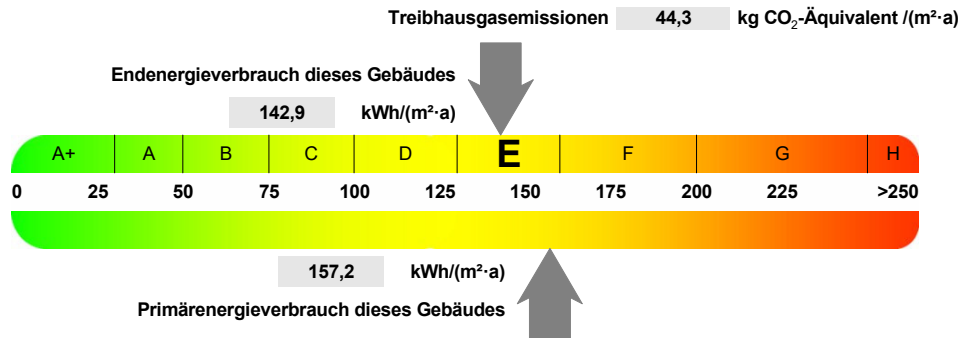 Treibhausgasemissionen 44,3 kg CO₂-Äquivalent /(m²·a)
Endenergieverbrauch dieses Gebäudes
142,9 kWh/(m²·a)
A+ A B C D E F G H
0 25 50 75 100 125 150 175 200 225 >250
157,2 kWh/(m²·a)
Primärenergieverbrauch dieses Gebäudes